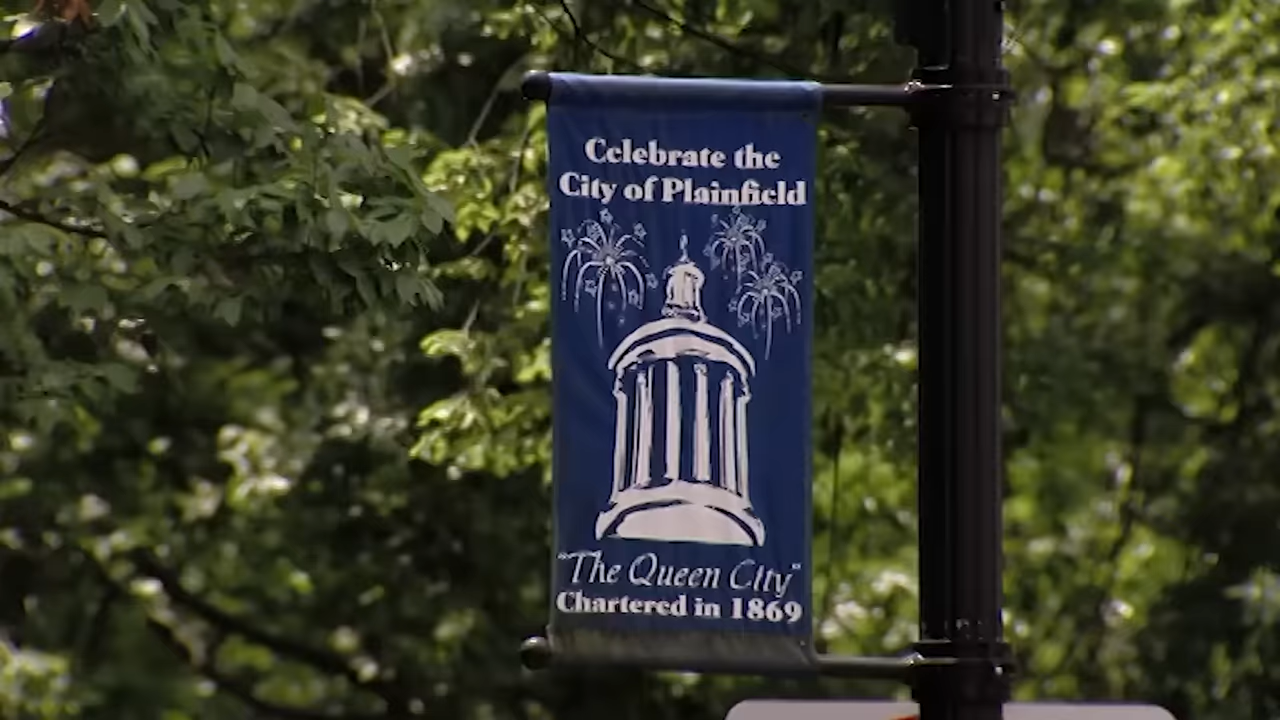 Celebrate the
City of Plainfield
"The Queen City"
Chartered in 1869